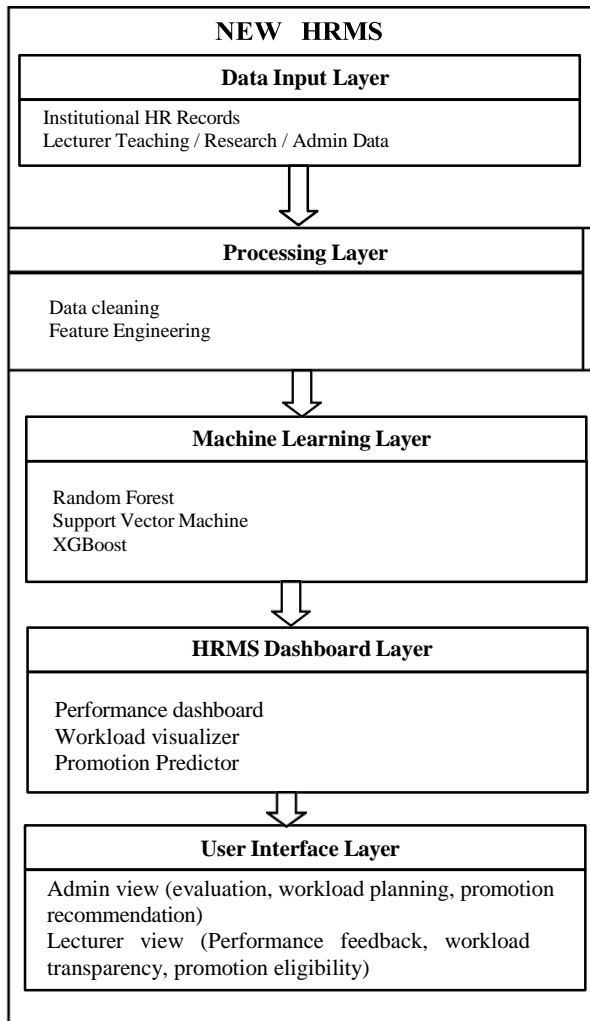 NEW HRMS
Data Input Layer
Institutional HR Records
Lecturer Teaching / Research / Admin Data
Processing Layer
Data cleaning
Feature Engineering
Machine Learning Layer
Random Forest
Support Vector Machine
XGBoost
HRMS Dashboard Layer
Performance dashboard
Workload visualizer
Promotion Predictor
User Interface Layer
Admin view (evaluation, workload planning, promotion
recommendation)
Lecturer view (Performance feedback, workload
transparency, promotion eligibility)